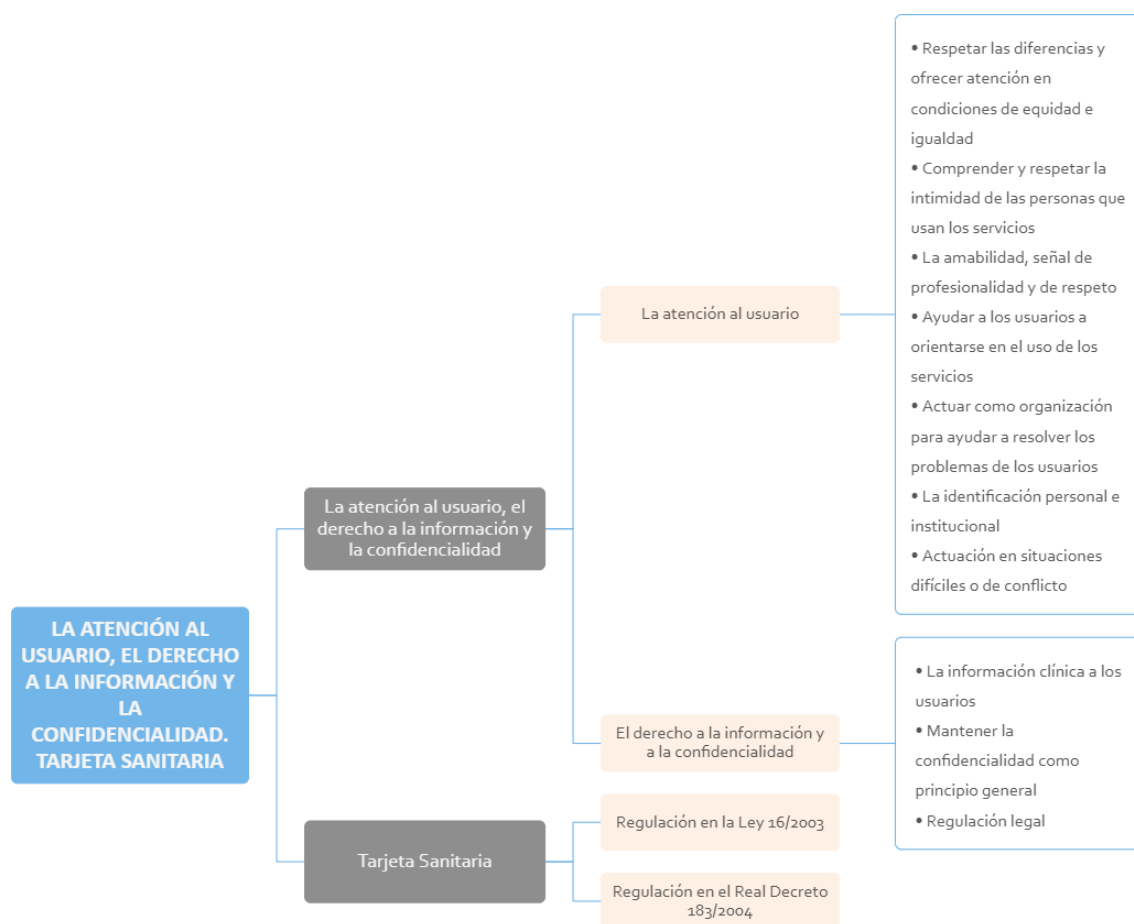 LA ATENCIÓN AL
USUARIO, EL DERECHO
A LA INFORMACIÓN Y
LA
CONFIDENCIALIDAD.
TARJETA SANITARIA
La atención al usuario, el
derecho a la información y
la confidencialidad
La atención al usuario
• Respetar las diferencias y
ofrecer atención en
condiciones de equidad e
igualdad
• Comprender y respetar la
intimidad de las personas que
usan los servicios
• La amabilidad, señal de
profesionalidad y de respeto
• Ayudar a los usuarios a
orientarse en el uso de los
servicios
• Actuar como organización
para ayudar a resolver los
problemas de los usuarios
• La identificación personal e
institucional
• Actuación en situaciones
difíciles o de conflicto
El derecho a la información y
a la confidencialidad
• La información clínica a los
usuarios
• Mantener la
confidencialidad como
principio general
• Regulación legal
Tarjeta Sanitaria
Regulación en la Ley 16/2003
Regulación en el Real Decreto
183/2004